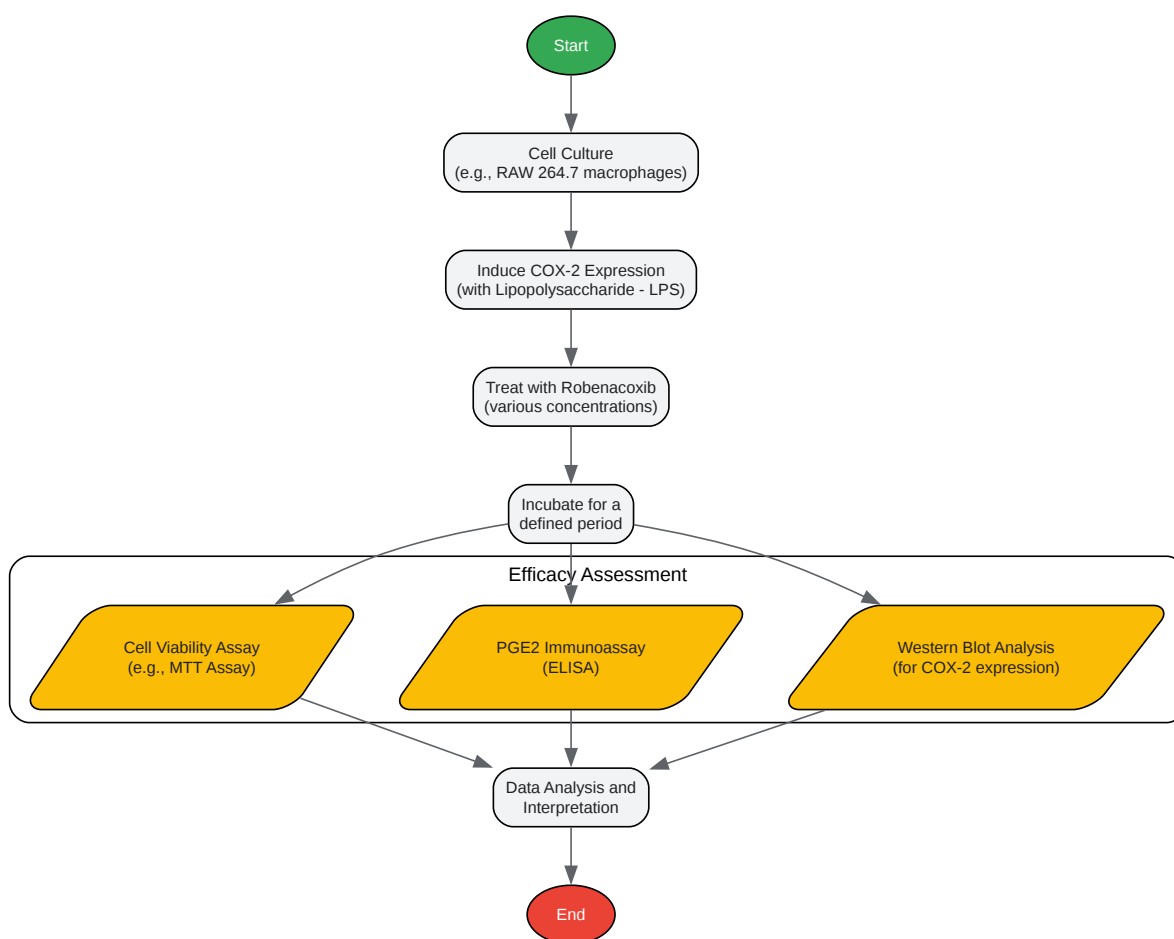 Start
Cell Culture
(e.g., RAW 264.7 macrophages)
Induce COX-2 Expression
(with Lipopolysaccharide - LPS)
Treat with Robenacoxib
(various concentrations)
Incubate for a
defined period
Efficacy Assessment
Cell Viability Assay
(e.g., MTT Assay)
PGE2 Immunoassay
(ELISA)
Western Blot Analysis
(for COX-2 expression)
Data Analysis and
Interpretation
End